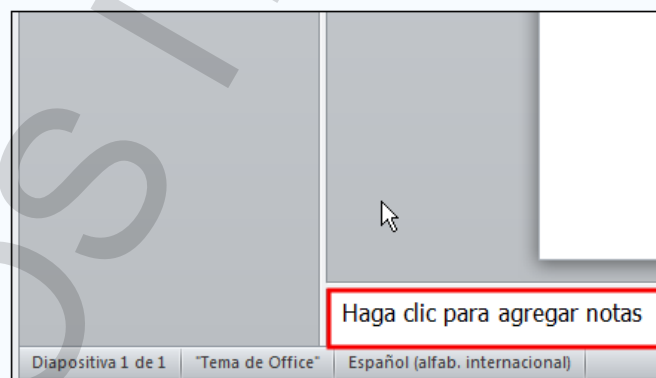 Haga clic para agregar notas
Diapositiva 1 de 1 "Tema de Office" Español (alfab. internacional)